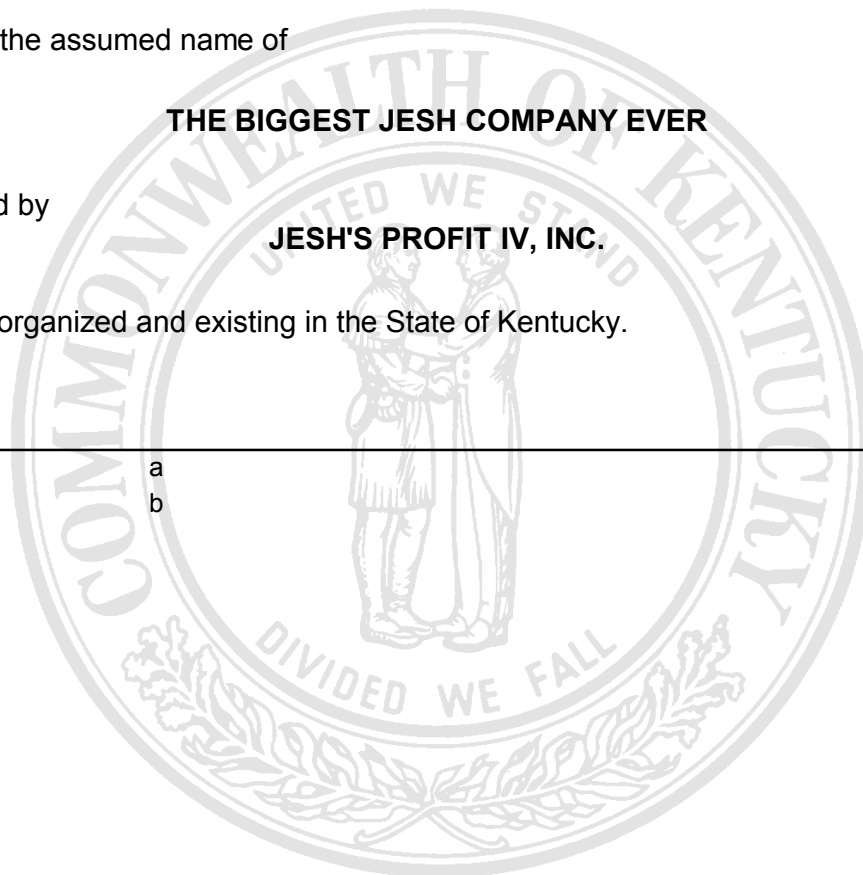 the assumed name of
THE BIGGEST JESH COMPANY EVER
d by
JESH'S PROFIT IV, INC.
organized and existing in the State of Kentucky.
a
b
COMMONWEALTH OF KENTUCKY
UNITED WE STAND
DIVIDED WE FALL